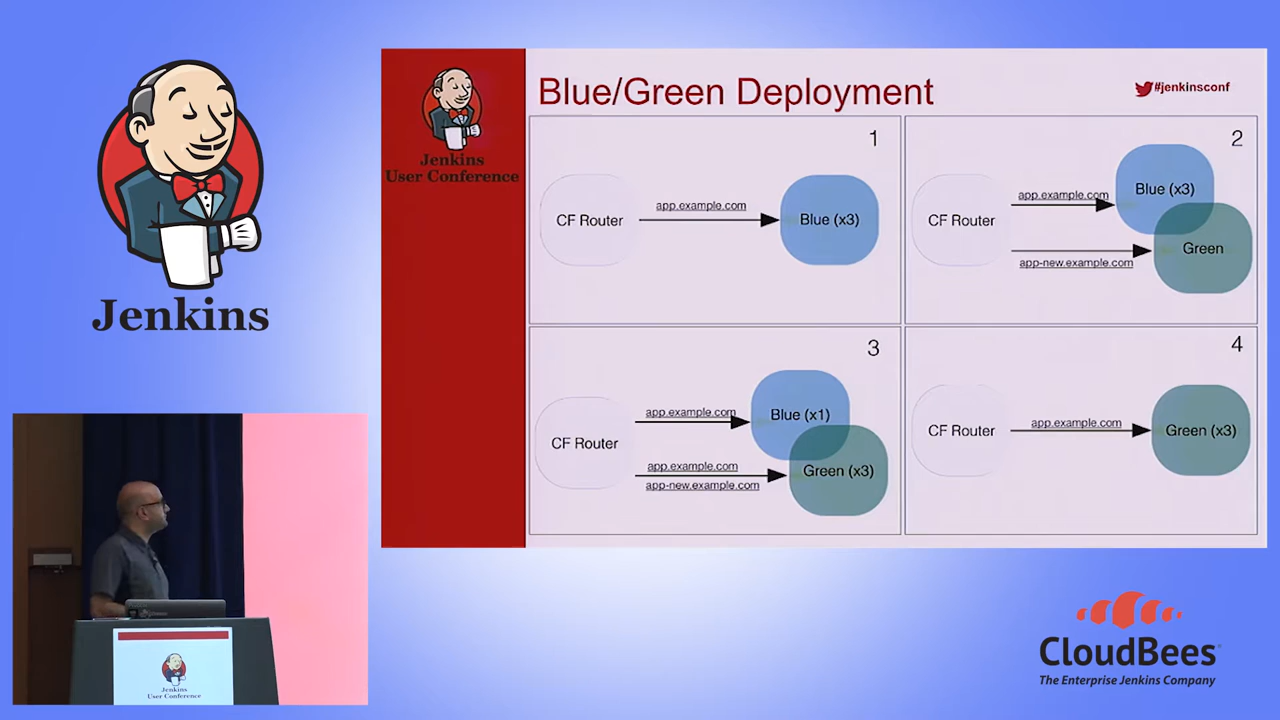 Jenkins
Jenkins
User Conference
Blue/Green Deployment
#jenkinsconf
1
CF Router
app.example.com
Blue (x3)
2
CF Router
app.example.com
Blue (x3)
app-new.example.com
Green
3
CF Router
app.example.com
Blue (x1)
app.example.com
app-new.example.com
Green (x3)
4
CF Router
app.example.com
Green (x3)
Jenkins
User Conference
CloudBees
The Enterprise Jenkins Company